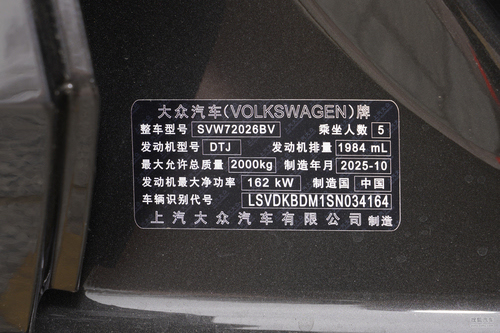 大众汽车(VOLKSWAGEN)牌
整车型号 SVW72026BV 乘坐人数 5
发动机型号 DTJ 发动机排量 1984 mL
最大允许总质量 2000kg 制造年月 2025-10
发动机最大净功率 162 kW 制造国 中国
车辆识别代号 LSVDKBDM1SN034164
上汽大众汽车有限公司 制造